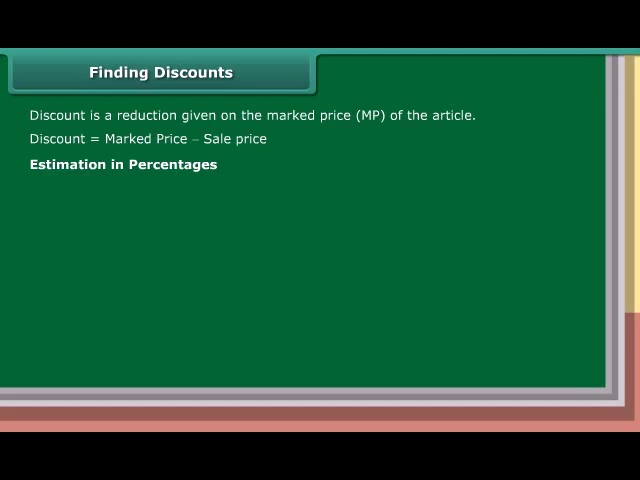 Finding Discounts
Discount is a reduction given on the marked price (MP) of the article.
Discount = Marked Price – Sale price
Estimation in Percentages